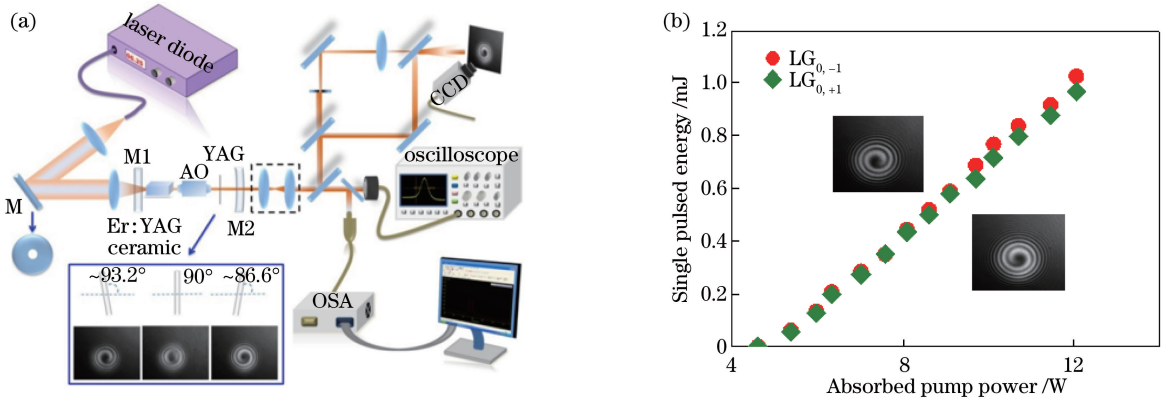 (a)
laser diode
M
M1
Er:YAG
ceramic
AO
YAG
M2
CCD
oscilloscope
OSA
~93.2°
90°
~86.6°
(b)
Single pulsed energy /mJ
1.2
1.0
0.8
0.6
0.4
0.2
0
LG0,−1
LG0,+1
4
8
12
Absorbed pump power /W